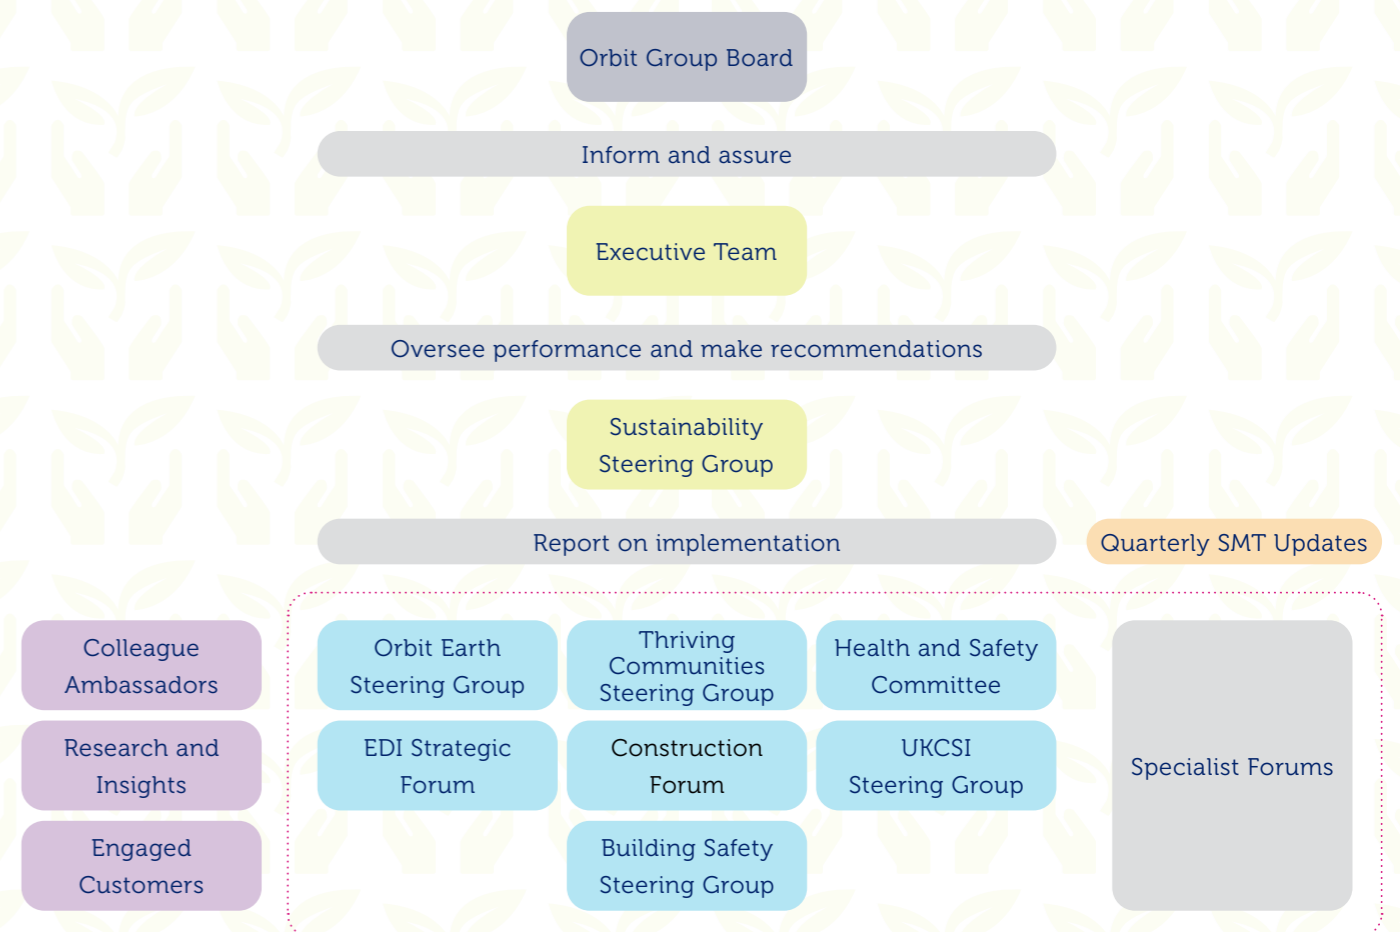 Orbit Group Board
Inform and assure
Executive Team
Oversee performance and make recommendations
Sustainability
Steering Group
Report on implementation
Quarterly SMT Updates
Colleague
Ambassadors
Research and
Insights
Engaged
Customers
Orbit Earth
Steering Group
Thriving
Communities
Steering Group
Health and Safety
Committee
EDI Strategic
Forum
Construction
Forum
UKCSI
Steering Group
Building Safety
Steering Group
Specialist Forums